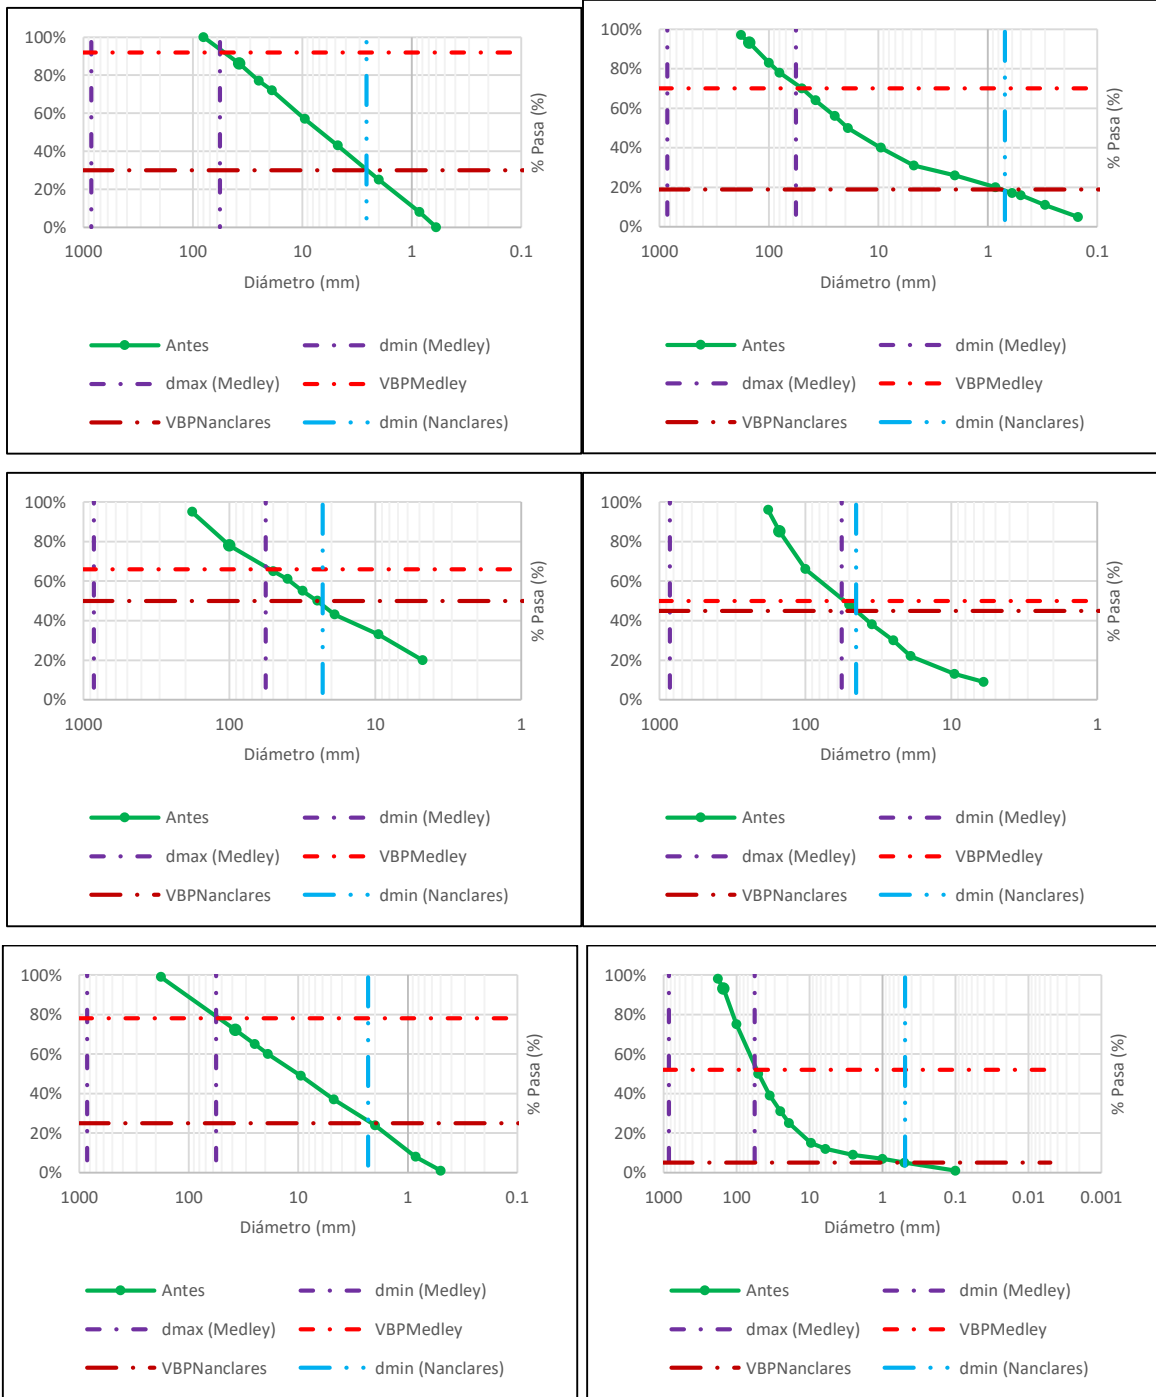 100%
80%
60%
40%
20%
0%
1000 100 10 1 0.1
% Pasa (%)
Diámetro (mm)
Antes dmin (Medley)
dmax (Medley) VBPMedley
VBPNanclares dmin (Nanclares)
100%
80%
60%
40%
20%
0%
1000 100 10 1 0.1
% Pasa (%)
Diámetro (mm)
Antes dmin (Medley)
dmax (Medley) VBPMedley
VBPNanclares dmin (Nanclares)
100%
80%
60%
40%
20%
0%
1000 100 10 1
% Pasa (%)
Diámetro (mm)
Antes dmin (Medley)
dmax (Medley) VBPMedley
VBPNanclares dmin (Nanclares)
100%
80%
60%
40%
20%
0%
1000 100 10 1
% Pasa (%)
Diámetro (mm)
Antes dmin (Medley)
dmax (Medley) VBPMedley
VBPNanclares dmin (Nanclares)
100%
80%
60%
40%
20%
0%
1000 100 10 1 0.1
% Pasa (%)
Diámetro (mm)
Antes dmin (Medley)
dmax (Medley) VBPMedley
VBPNanclares dmin (Nanclares)
100%
80%
60%
40%
20%
0%
1000 100 10 1 0.1 0.01 0.001
% Pasa (%)
Diámetro (mm)
Antes dmin (Medley)
dmax (Medley) VBPMedley
VBPNanclares dmin (Nanclares)